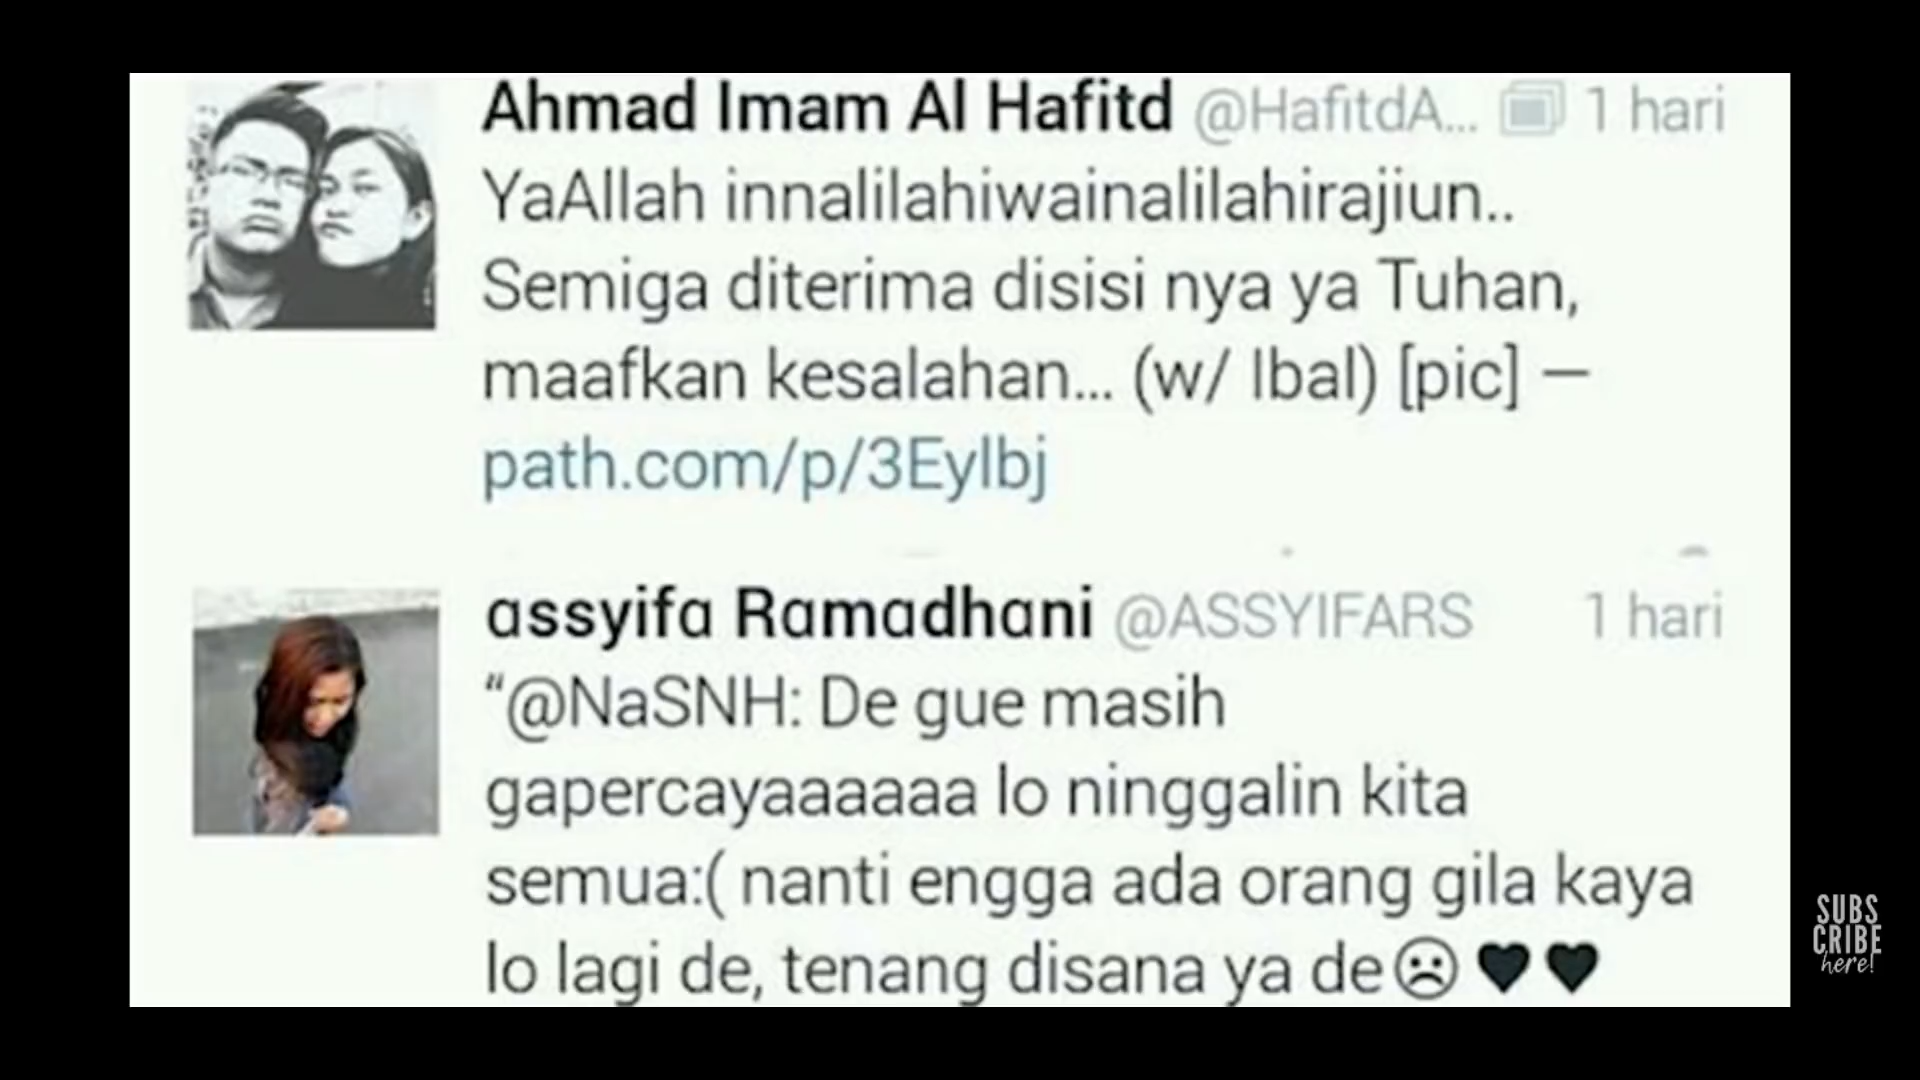 Ahmad Imam Al Hafitd @HafitdA... 1 hari
YaAllah innalilahiwainalilahirajiun..
Semiga diterima disisi nya ya Tuhan,
maafkan kesalahan... (w/ Ibal) [pic] —
path.com/p/3Eylbj
assyifa Ramadhani @ASSYIFARS 1 hari
“@NaSNH: De gue masih
gapercayaaaaaa lo ninggalin kita
semua:( nanti engga ada orang gila kaya
lo lagi de, tenang disana ya de☹♥♥
SUBS
CRIBE
here!